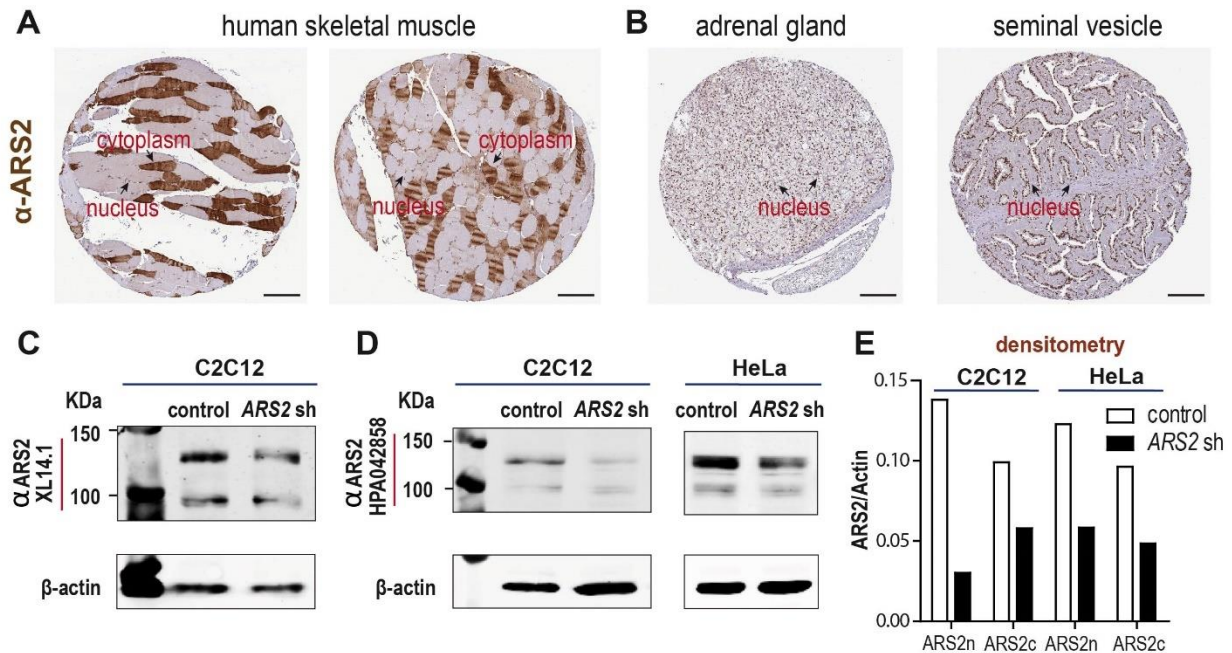 A
human skeletal muscle
B
adrenal gland
seminal vesicle
α-ARS2
cytoplasm
nucleus
cytoplasm
nucleus
nucleus
nucleus
C
C2C12
KDa
control
ARS2 sh
150
100
αARS2
XL14.1
β-actin
D
C2C12
HeLa
KDa
control
ARS2 sh
control
ARS2 sh
150
100
αARS2
HPA042858
β-actin
E
densitometry
C2C12
HeLa
control
ARS2 sh
ARS2/Actin
0.15
0.10
0.05
0.00
ARS2n
ARS2c
ARS2n
ARS2c